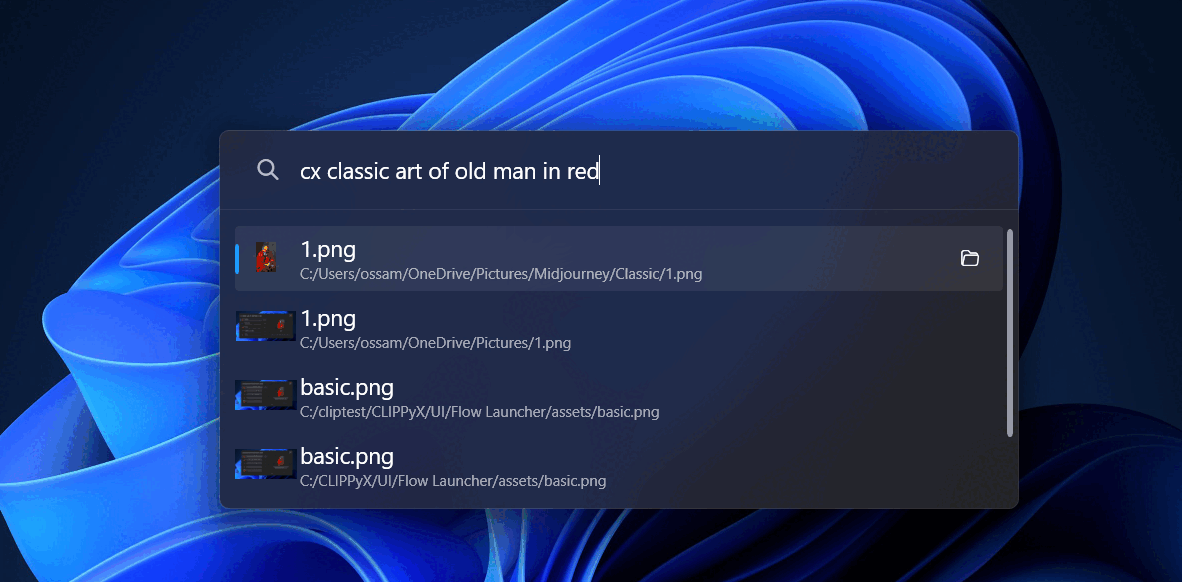 cx classic art of old man in red
1.png
C:/Users/ossam/OneDrive/Pictures/Midjourney/Classic/1.png
1.png
C:/Users/ossam/OneDrive/Pictures/1.png
basic.png
C:/cliptest/CLIPPyX/UI/Flow Launcher/assets/basic.png
basic.png
C:/CLIPPyX/UI/Flow Launcher/assets/basic.png